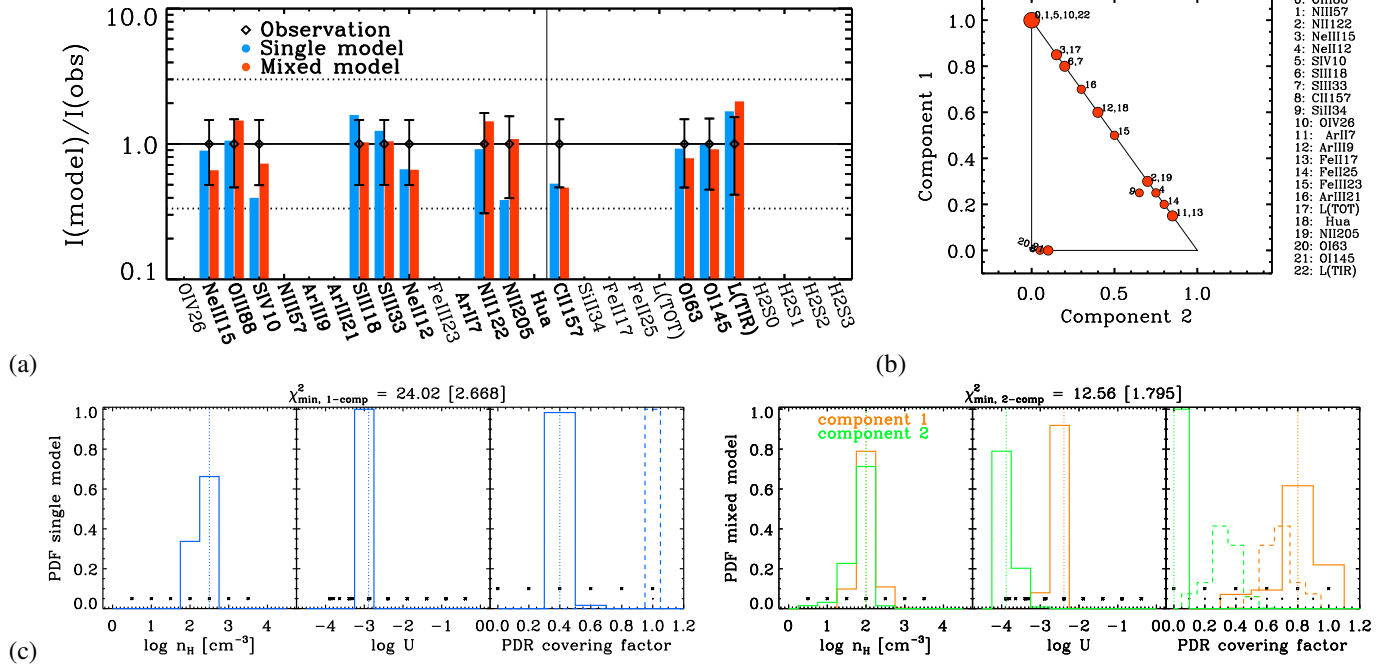 10.0
1.0
0.1
I(model)/I(obs)
Observation
Single model
Mixed model
OIV26
NeIII15
OIII88
SIV10
NIII57
ArIII9
ArIII21
SIII18
SIII33
NeII12
FeIII23
ArII7
NII122
NII205
Hua
CII157
SiII34
FeII17
FeII25
L(TOT)
OI63
OI145
L(TIR)
H2S0
H2S1
H2S2
H2S3
(a)
1.0
0.8
0.6
0.4
0.2
0.0
Component 1
0,1,5,10,22
3,17
6,7
16
12,18
15
2,19
9
4
14
11,13
0.0
0.5
1.0
Component 2
1: NIII57
2: NII122
3: NeIII15
4: NeII12
5: SIV10
6: SIII18
7: SIII33
8: CII157
9: SiII34
10: OIV26
11: ArII7
12: ArIII9
13: FeII17
14: FeII25
15: FeIII23
16: ArIII21
17: L(TOT)
18: Hua
19: NII205
20: OI63
21: OI145
22: L(TIR)
(b)
χ²min, 1-comp = 24.02 [2.668]
1.0
0.8
0.6
0.4
0.2
0.0
PDF single model
0 1 2 3 4
log nH [cm⁻³]
−4 −3 −2 −1 0
log U
0.0 0.2 0.4 0.6 0.8 1.0 1.2
PDR covering factor
χ²min, 2-comp = 12.56 [1.795]
component 1
component 2
1.0
0.8
0.6
0.4
0.2
0.0
PDF mixed model
0 1 2 3 4
log nH [cm⁻³]
−4 −3 −2 −1 0
log U
0.0 0.2 0.4 0.6 0.8 1.0 1.2
PDR covering factor
(c)